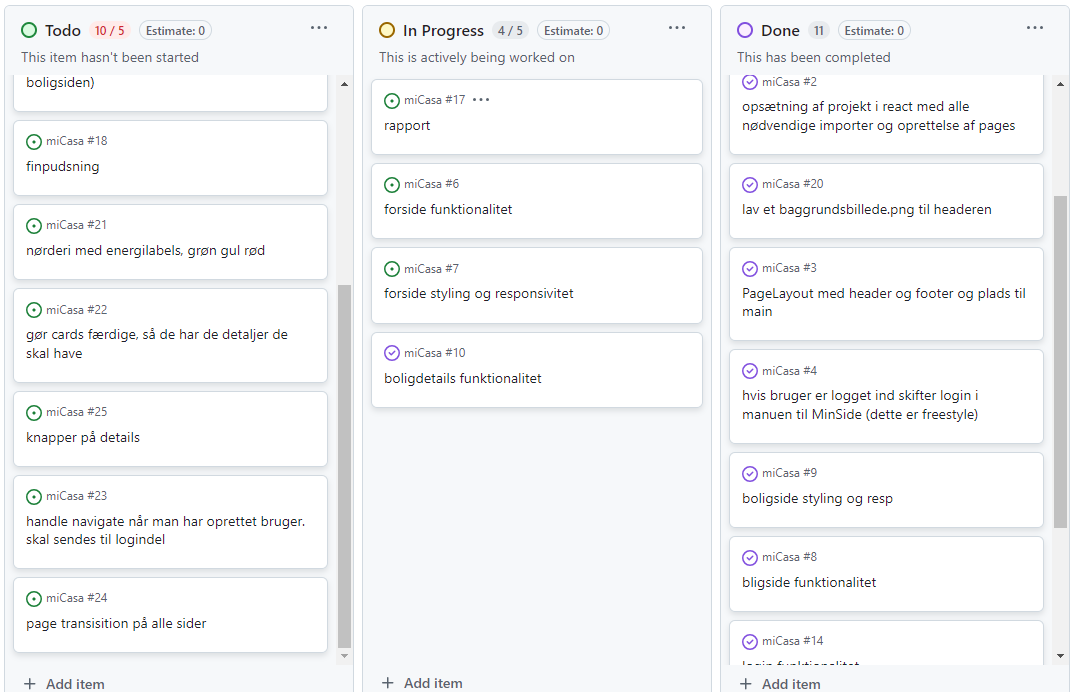 Todo 10 / 5 Estimate: 0 ...
This item hasn't been started
boligsiden)
miCasa #18
finpudsning
miCasa #21
nørderi med energilabels, grøn gul rød
miCasa #22
gør cards færdige, så de har de detaljer de
skal have
miCasa #25
knapper på details
miCasa #23
handle navigate når man har oprettet bruger.
skal sendes til logindel
miCasa #24
page transisition på alle sider
+ Add item
In Progress 4 / 5 Estimate: 0 ...
This is actively being worked on
miCasa #17 ...
rapport
miCasa #6
forside funktionalitet
miCasa #7
forside styling og responsivitet
miCasa #10
boligdetails funktionalitet
+ Add item
Done 11 Estimate: 0 ...
This has been completed
miCasa #2
opsætning af projekt i react med alle
nødvendige importer og oprettelse af pages
miCasa #20
lav et baggrundsbillede.png til headeren
miCasa #3
PageLayout med header og footer og plads til
main
miCasa #4
hvis bruger er logget ind skifter login i
manuen til MinSide (dette er freestyle)
miCasa #9
boligside styling og resp
miCasa #8
bligside funktionalitet
miCasa #14
login funktionalitet
+ Add item